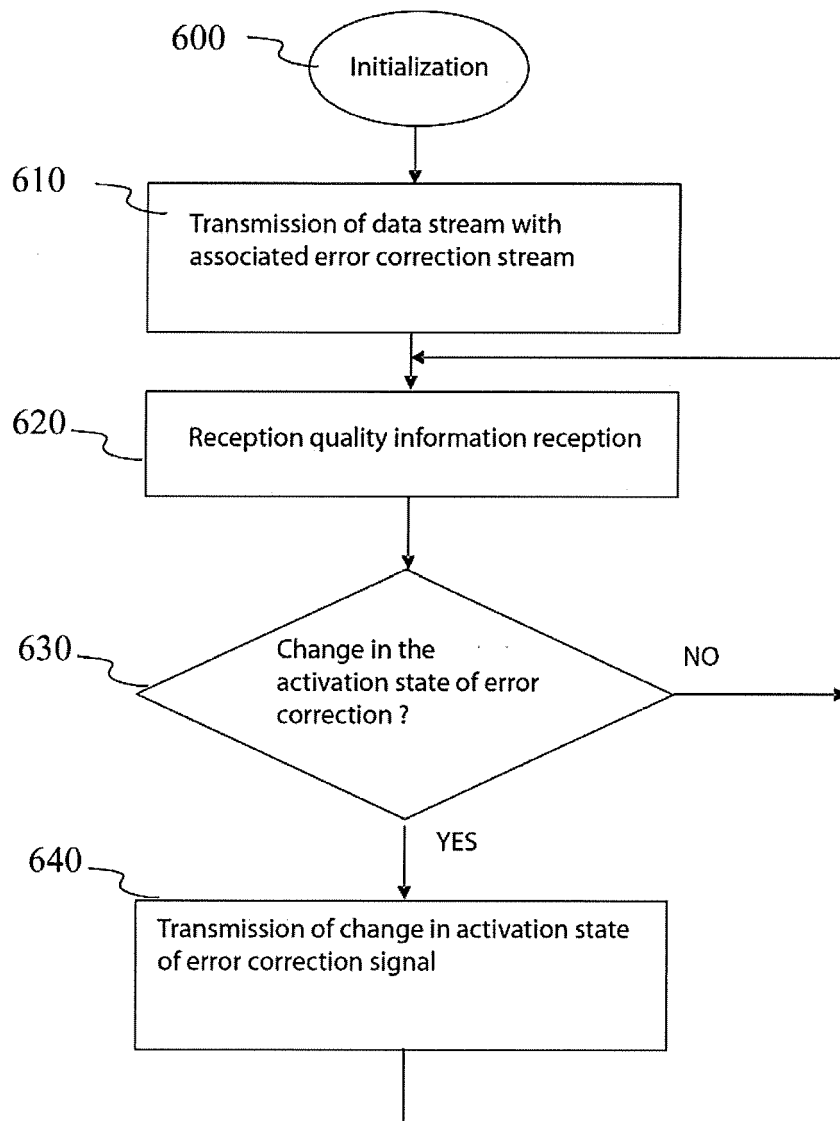 600
Initialization
610
Transmission of data stream with
associated error correction stream
620
Reception quality information reception
630
Change in the
activation state of error
correction ?
NO
YES
640
Transmission of change in activation state
of error correction signal